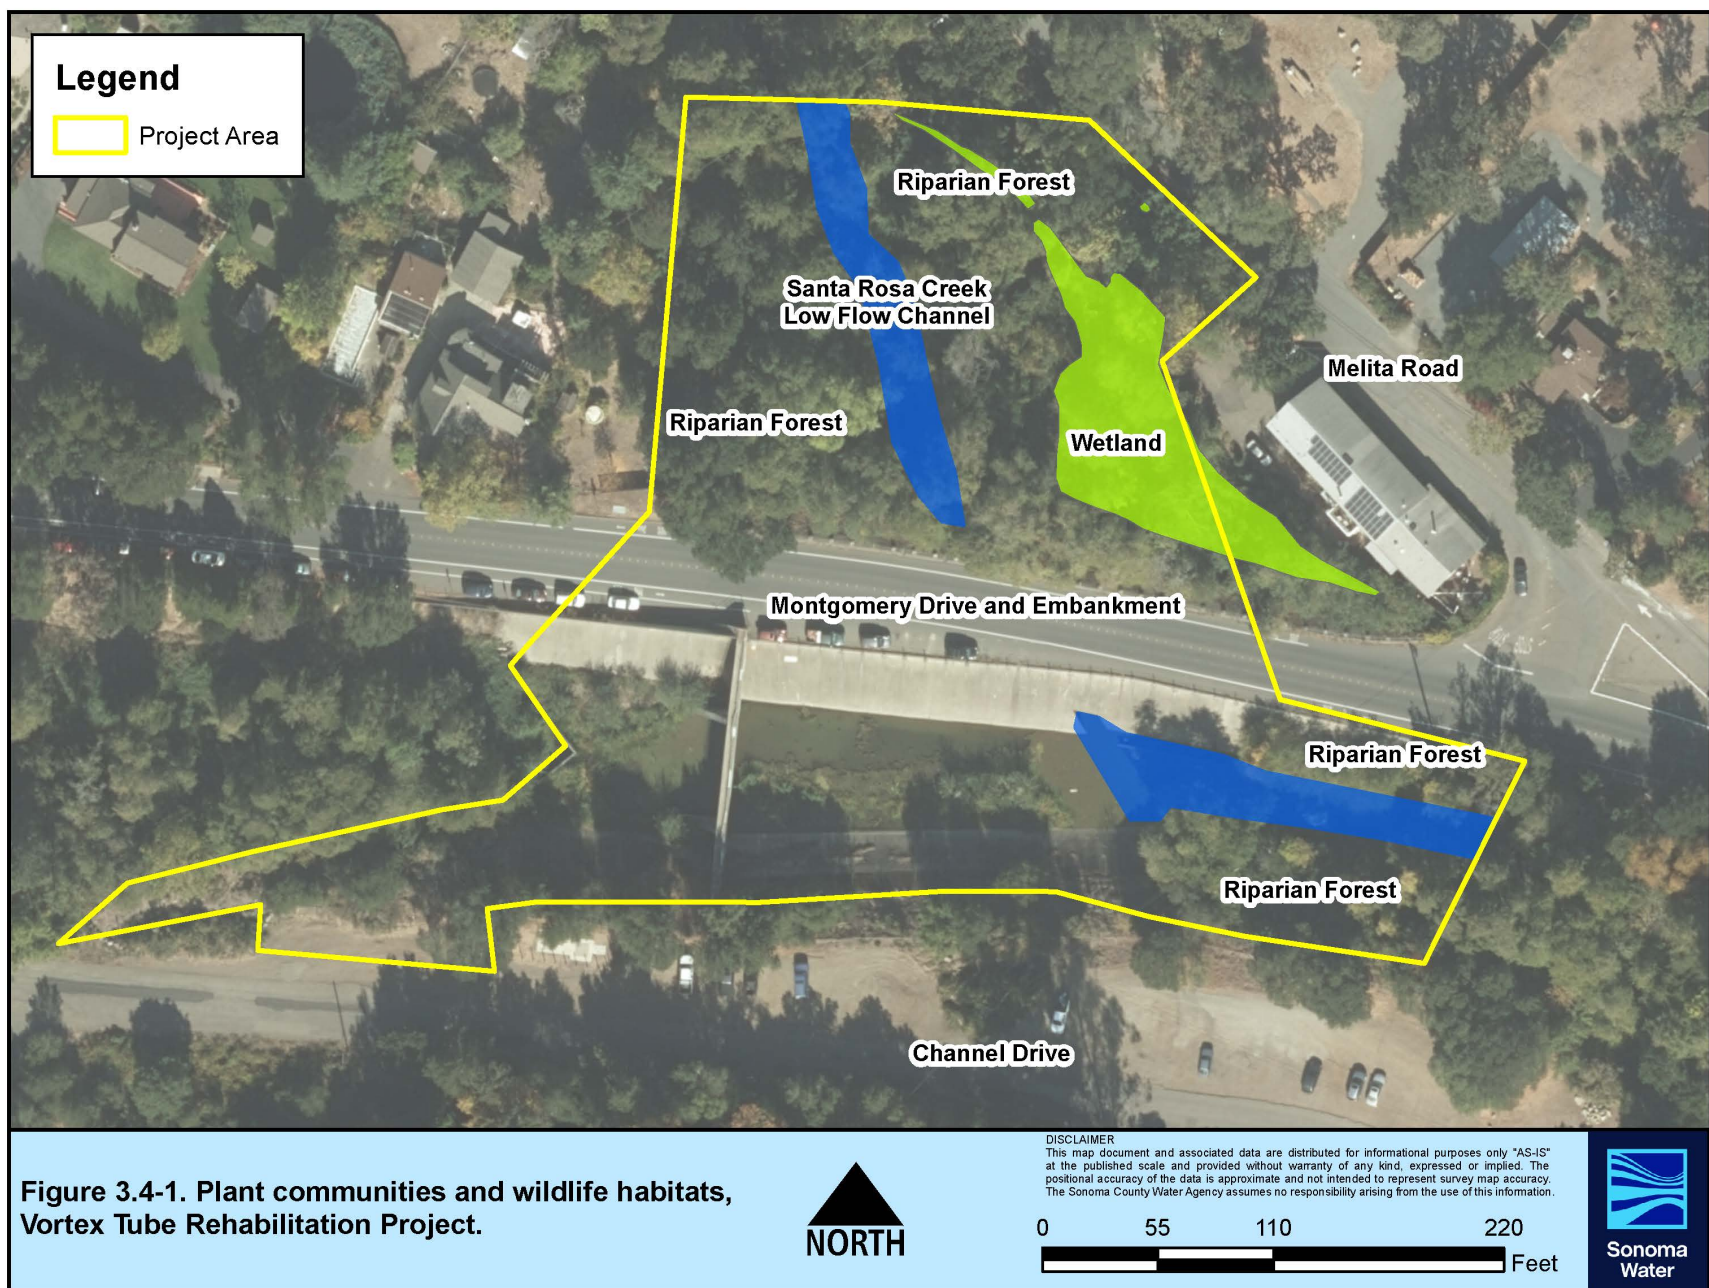 Legend
Project Area
Riparian Forest
Santa Rosa Creek
Low Flow Channel
Melita Road
Riparian Forest
Wetland
Montgomery Drive and Embankment
Riparian Forest
Riparian Forest
Channel Drive
Figure 3.4-1. Plant communities and wildlife habitats,
Vortex Tube Rehabilitation Project.
NORTH
DISCLAIMER
This map document and associated data are distributed for informational purposes only "AS-IS"
at the published scale and provided without warranty of any kind, expressed or implied. The
positional accuracy of the data is approximate and not intended to represent survey map accuracy.
The Sonoma County Water Agency assumes no responsibility arising from the use of this information.
0 55 110 220
Feet
Sonoma
Water